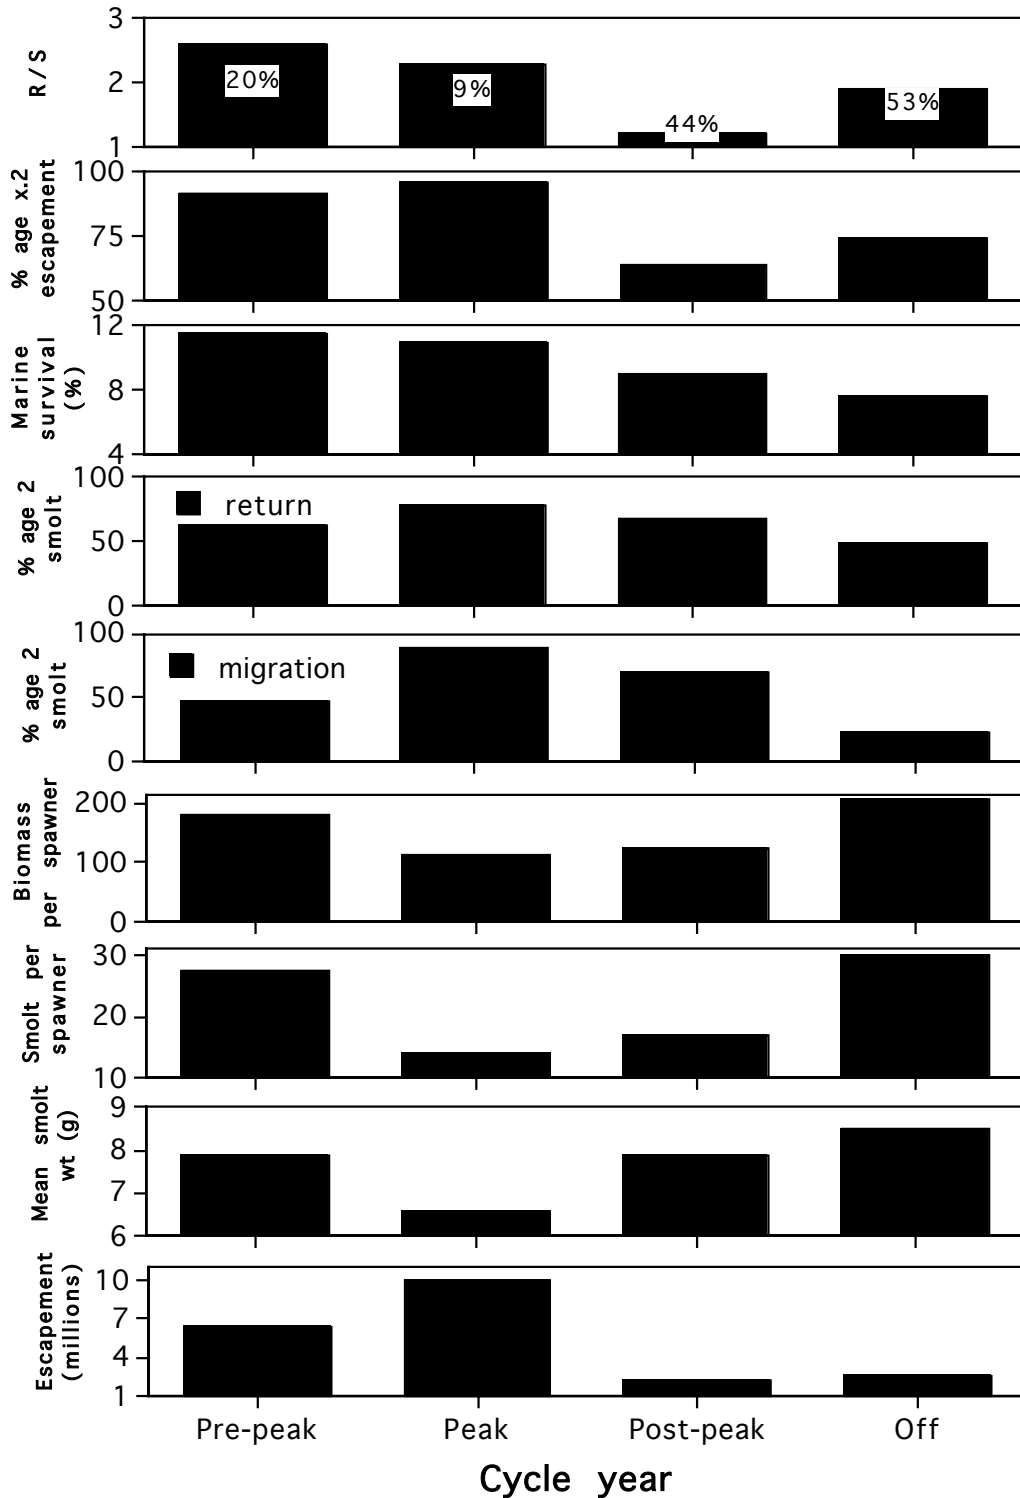 3
R/S
2
1
20%
9%
44%
53%
100
% age x.2
escapement
75
50
12
Marine
survival
(%)
8
4
100
% age 2
smolt
50
0
return
100
% age 2
smolt
50
0
migration
200
Biomass
per spawner
100
0
30
Smolt per
spawner
20
10
9
Mean smolt
wt (g)
8
7
6
10
Escapement
(millions)
7
4
1
Pre-peak Peak Post-peak Off
Cycle year